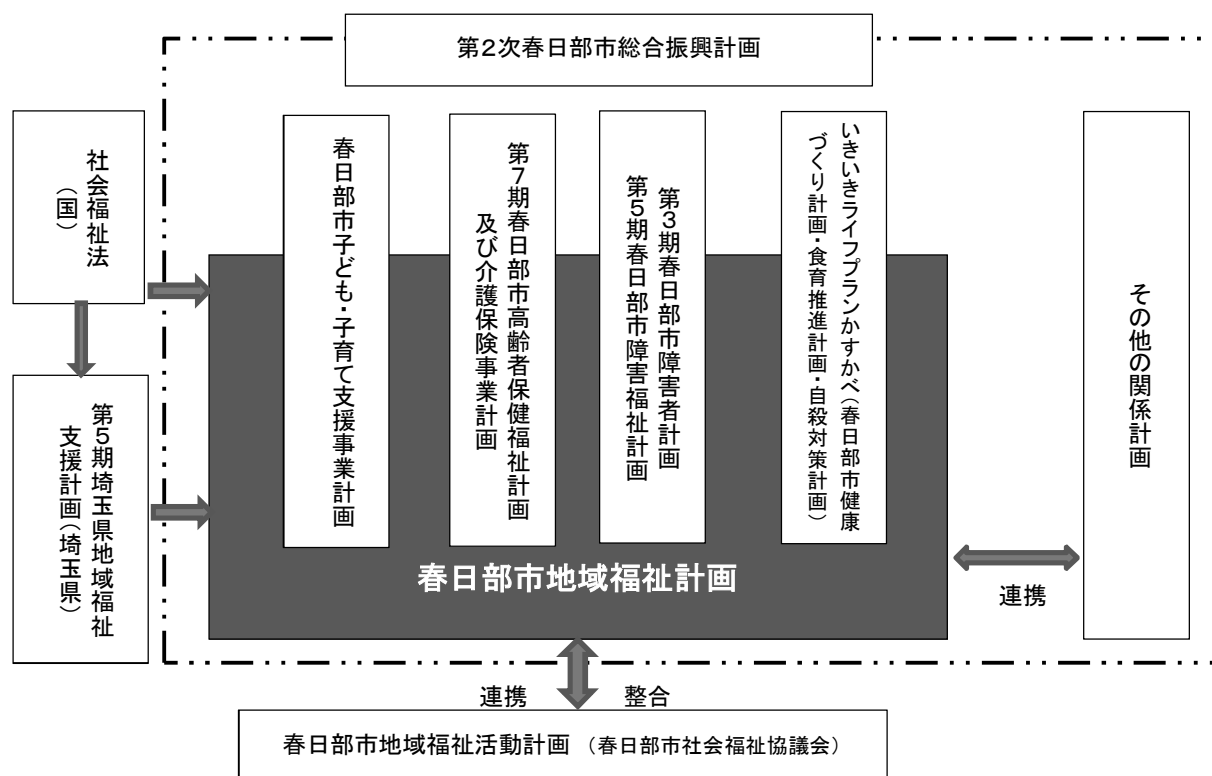 第2次春日部市総合振興計画
社会福祉法
（国）
第5期埼玉県地域福祉
支援計画（埼玉県）
春日部市子ども・子育て支援事業計画
第7期春日部市高齢者保健福祉計画
及び介護保険事業計画
第3期春日部市障害者計画
第5期春日部市障害福祉計画
いきいきライフプランかすかべ（春日部市健康
づくり計画・食育推進計画・自殺対策計画）
その他の関係計画
春日部市地域福祉計画
連携
連携
整合
春日部市地域福祉活動計画 （春日部市社会福祉協議会）